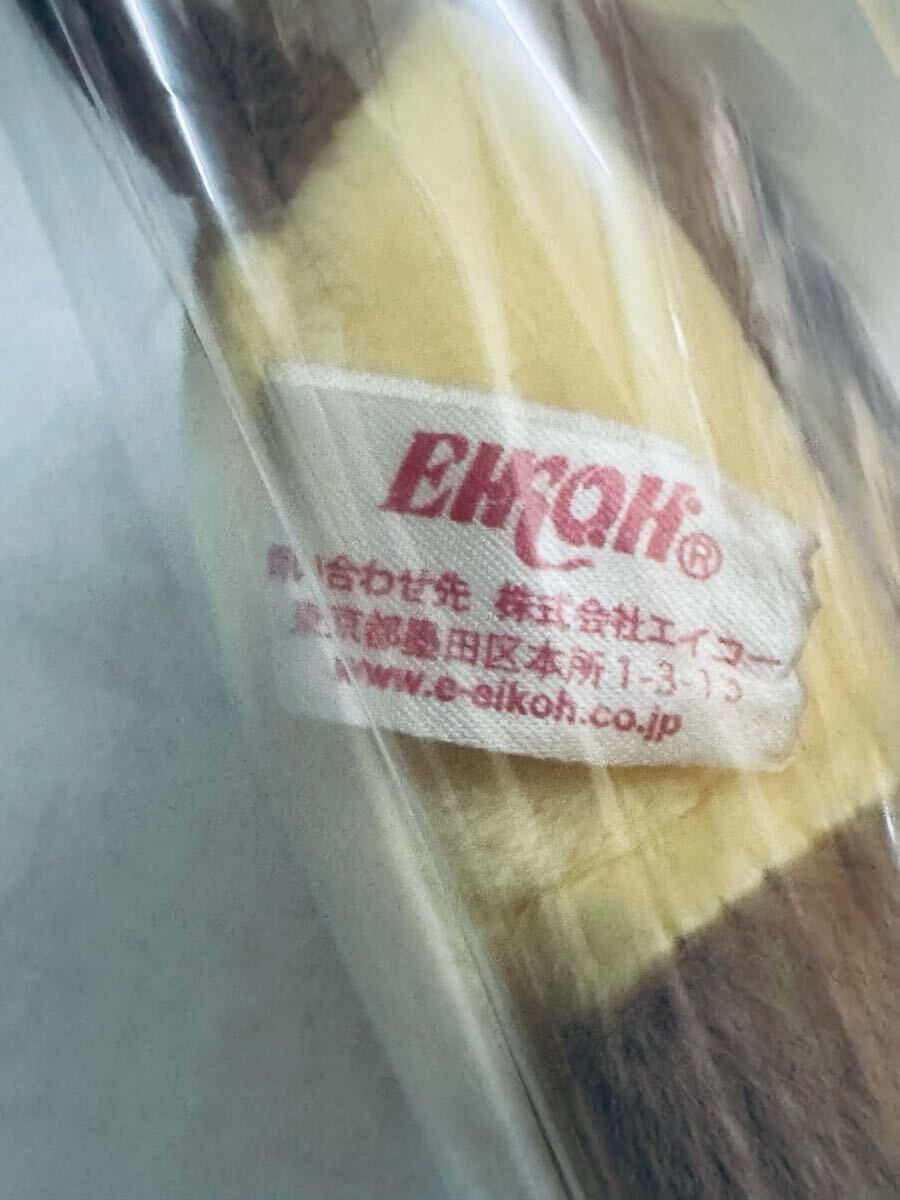 EIKOH®
問い合わせ先 株式会社エイコー
東京都墨田区本所1-3-15
www.e-eikoh.co.jp